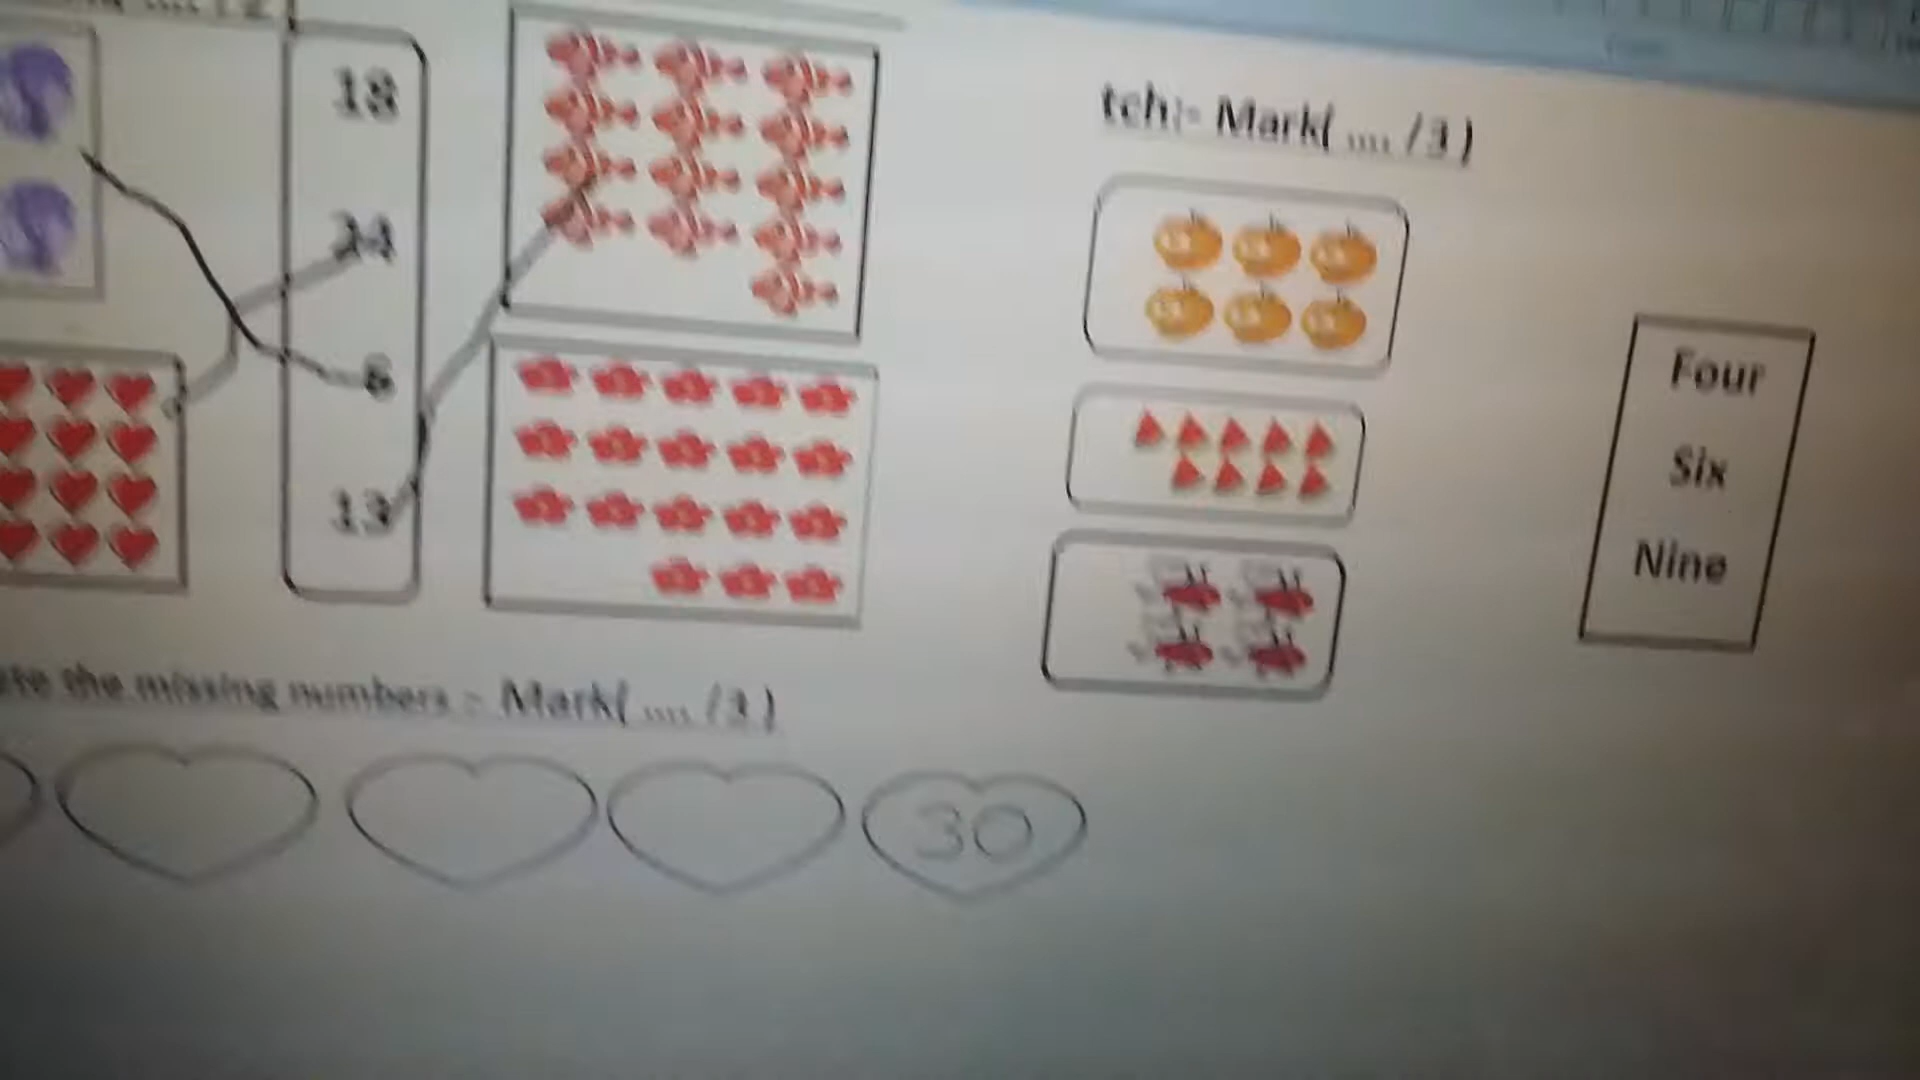 18
24
6
13
tch:- Mark( .... /3 )
Four
Six
Nine
the missing numbers :- Mark( .... /3 )
30